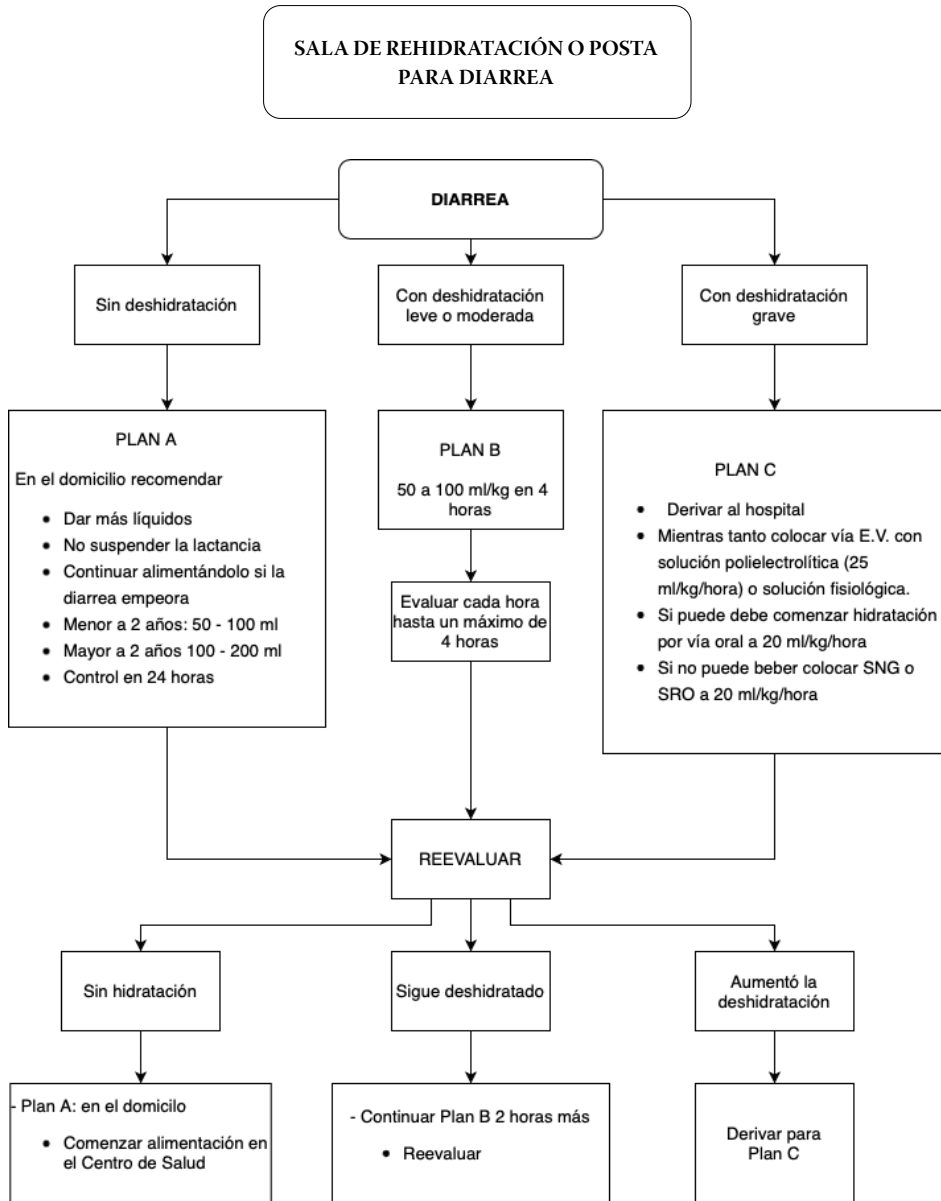 SALA DE REHIDRATACIÓN O POSTA
PARA DIARREA
DIARREA
Sin deshidratación
Con deshidratación
leve o moderada
Con deshidratación
grave
PLAN A
En el domicilio recomendar
• Dar más líquidos
• No suspender la lactancia
• Continuar alimentándolo si la
diarrea empeora
• Menor a 2 años: 50 - 100 ml
• Mayor a 2 años 100 - 200 ml
• Control en 24 horas
PLAN B
50 a 100 ml/kg en 4
horas
Evaluar cada hora
hasta un máximo de
4 horas
PLAN C
• Derivar al hospital
• Mientras tanto colocar vía E.V. con
solución polielectrolítica (25
ml/kg/hora) o solución fisiológica.
• Si puede debe comenzar hidratación
por vía oral a 20 ml/kg/hora
• Si no puede beber colocar SNG o
SRO a 20 ml/kg/hora
REEVALUAR
Sin hidratación
Sigue deshidratado
Aumentó la
deshidratación
- Plan A: en el domicilo
• Comenzar alimentación en
el Centro de Salud
- Continuar Plan B 2 horas más
• Reevaluar
Derivar para
Plan C